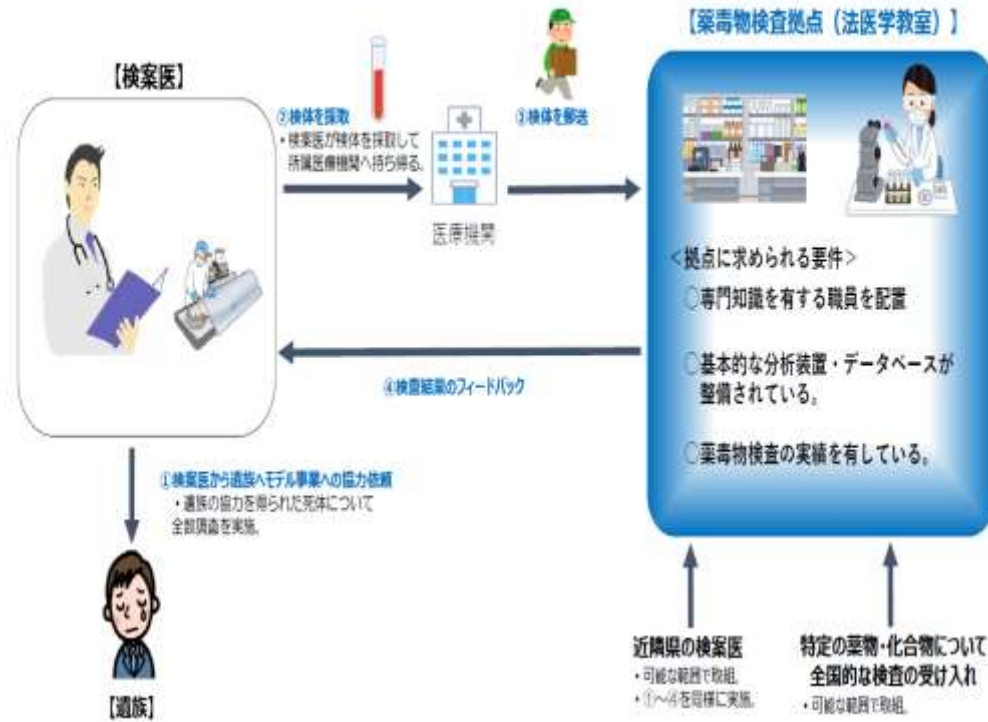 【薬毒物検査拠点（法医学教室）】
【検案医】
②検体を採取
・検案医が検体を採取して
所属医療機関へ持ち帰る。
③検体を郵送
医療機関
＜拠点に求められる要件＞
○専門知識を有する職員を配置
○基本的な分析装置・データベースが
整備されている。
○薬毒物検査の実績を有している。
④検査結果のフィードバック
①検案医から遺族へモデル事業への協力依頼
・遺族の協力を得られた死体について
全数調査を実施。
【遺族】
近隣県の検案医
・可能な範囲で取組。
・①～④を同様に実施。
特定の薬物・化合物について
全国的な検査の受け入れ
・可能な範囲で取組。